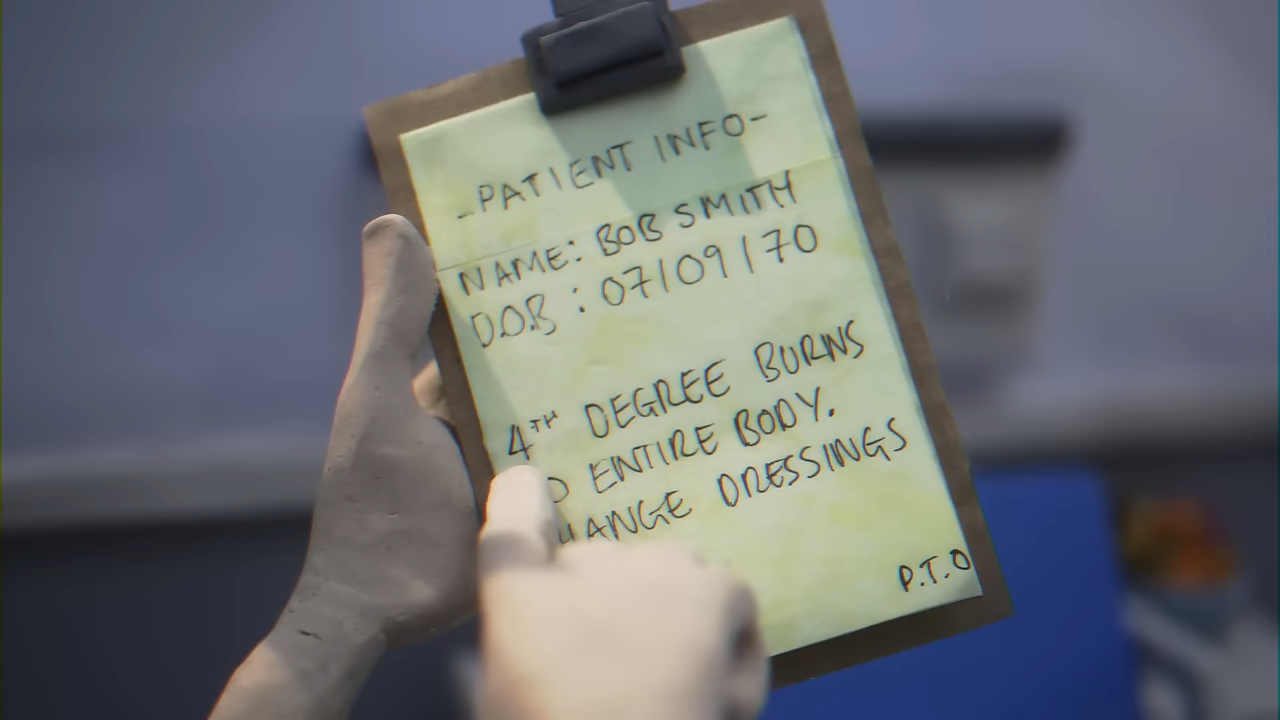 -PATIENT INFO-
NAME: BOB SMITH
D.O.B : 07/09/70
4TH DEGREE BURNS
ENTIRE BODY.
DRESSINGS
P.T.O